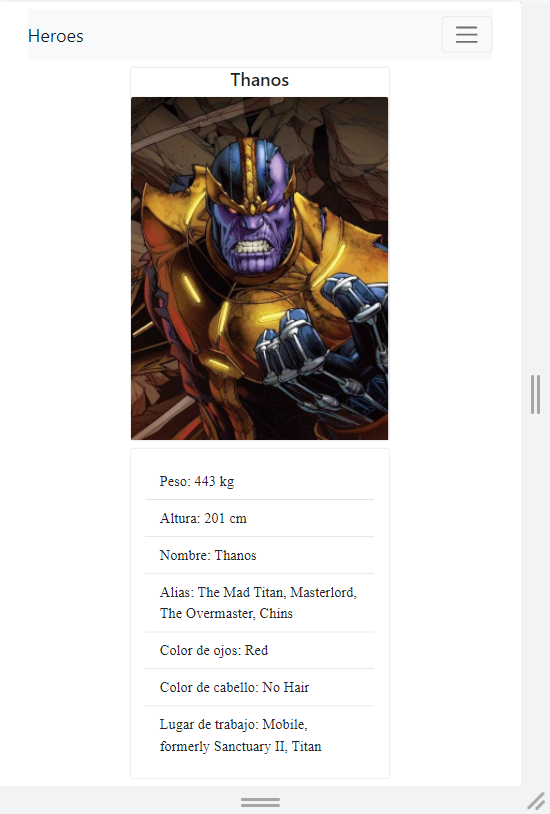 Heroes
Thanos
Peso: 443 kg
Altura: 201 cm
Nombre: Thanos
Alias: The Mad Titan, Masterlord,
The Overmaster, Chins
Color de ojos: Red
Color de cabello: No Hair
Lugar de trabajo: Mobile,
formerly Sanctuary II, Titan